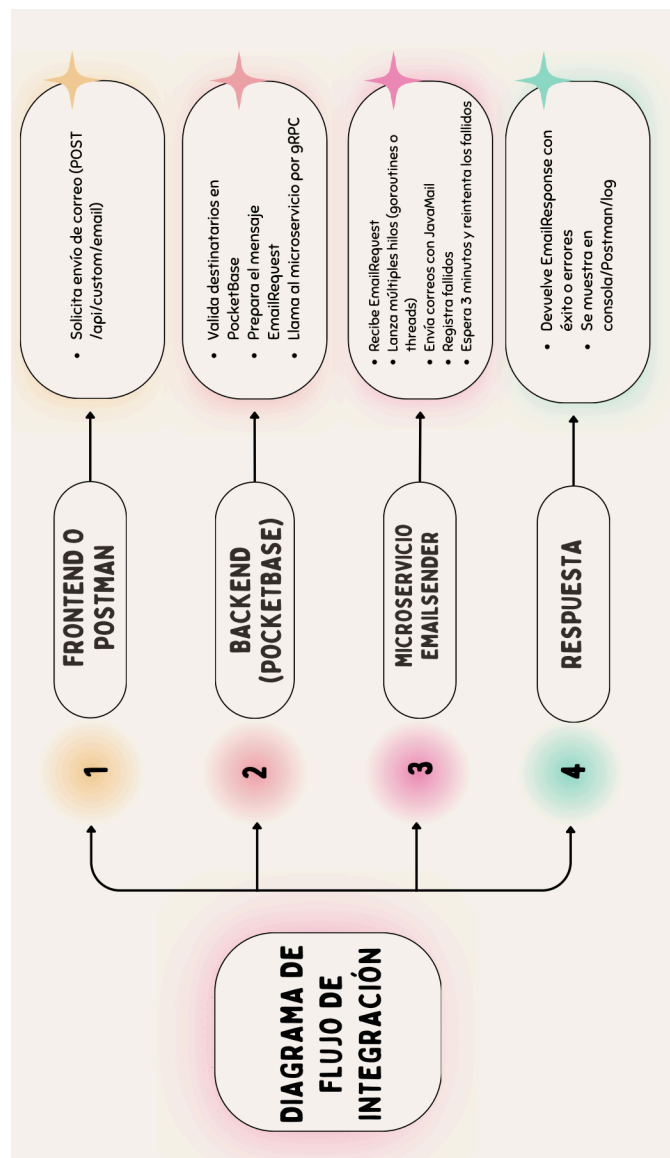 DIAGRAMA DE
FLUJO DE
INTEGRACIÓN
1
FRONTEND O
POSTMAN
• Solicita envío de correo (POST
/api/custom/email)
2
BACKEND
(POCKETBASE)
• Valida destinatarios en
PocketBase
• Prepara el mensaje
EmailRequest
• Llama al microservicio por gRPC
3
MICROSERVICIO
EMAILSENDER
• Recibe EmailRequest
• Lanza múltiples hilos (goroutines o
threads)
• Envía correos con JavaMail
• Registra fallidos
• Espera 3 minutos y reintenta los fallidos
4
RESPUESTA
• Devuelve EmailResponse con
éxito o errores
• Se muestra en
consola/Postman/log